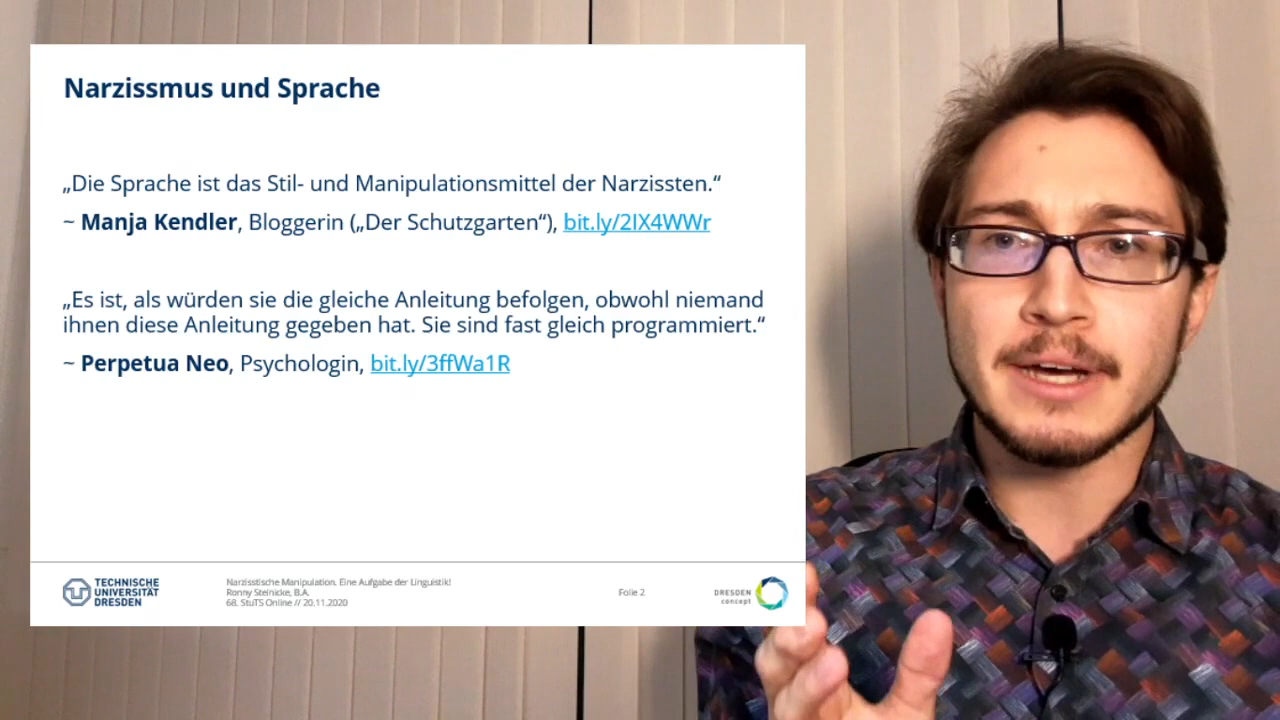 Narzissmus und Sprache
„Die Sprache ist das Stil- und Manipulationsmittel der Narzissten.“
~ Manja Kendler, Bloggerin („Der Schutzgarten“), bit.ly/2IX4WWr
„Es ist, als würden sie die gleiche Anleitung befolgen, obwohl niemand
ihnen diese Anleitung gegeben hat. Sie sind fast gleich programmiert.“
~ Perpetua Neo, Psychologin, bit.ly/3ffWa1R
TECHNISCHE
UNIVERSITÄT
DRESDEN
Narzisstische Manipulation. Eine Aufgabe der Linguistik!
Ronny Steinicke, B.A.
68. StuTS Online // 20.11.2020
Folie 2
DRESDEN
concept